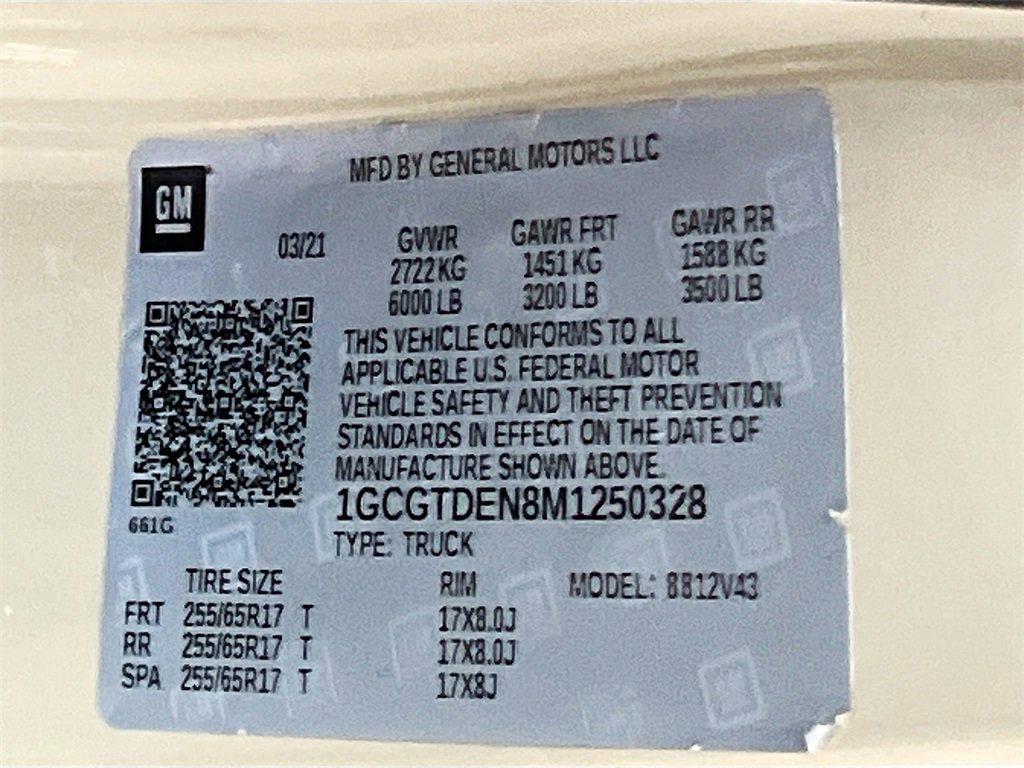 MFD BY GENERAL MOTORS LLC
GM
03/21 GVWR GAWR FRT GAWR RR
2722 KG 1451 KG 1588 KG
6000 LB 3200 LB 3500 LB
THIS VEHICLE CONFORMS TO ALL
APPLICABLE U.S. FEDERAL MOTOR
VEHICLE SAFETY AND THEFT PREVENTION
STANDARDS IN EFFECT ON THE DATE OF
MANUFACTURE SHOWN ABOVE.
1GCGTDEN8M1250328
661G
TYPE: TRUCK
TIRE SIZE RIM MODEL: 8812V43
FRT 255/65R17 T 17X8.0J
RR 255/65R17 T 17X8.0J
SPA 255/65R17 T 17X8J